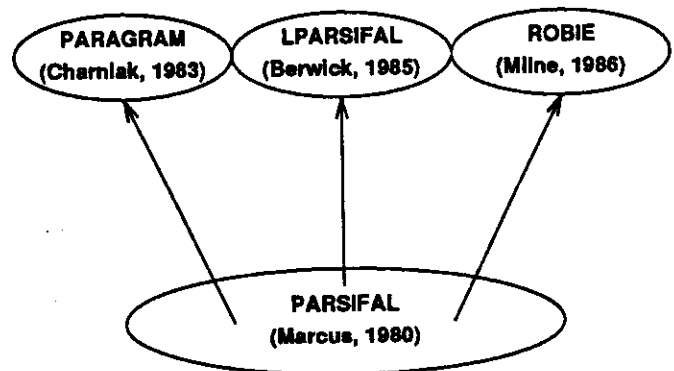 PARAGRAM
(Charniak, 1983)
LPARSIFAL
(Berwick, 1985)
ROBIE
(Milne, 1986)
PARSIFAL
(Marcus, 1980)